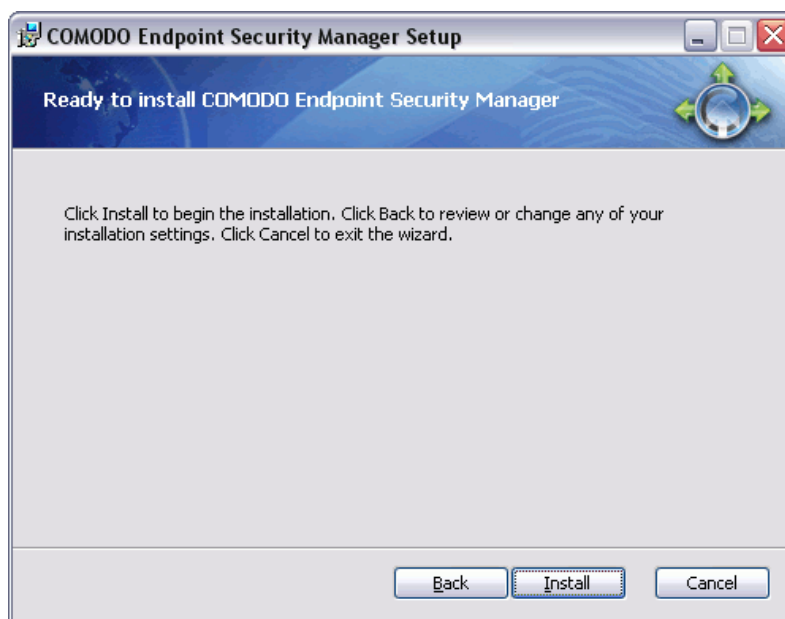 COMODO Endpoint Security Manager Setup
Ready to install COMODO Endpoint Security Manager
Click Install to begin the installation. Click Back to review or change any of your
installation settings. Click Cancel to exit the wizard.
Back Install Cancel